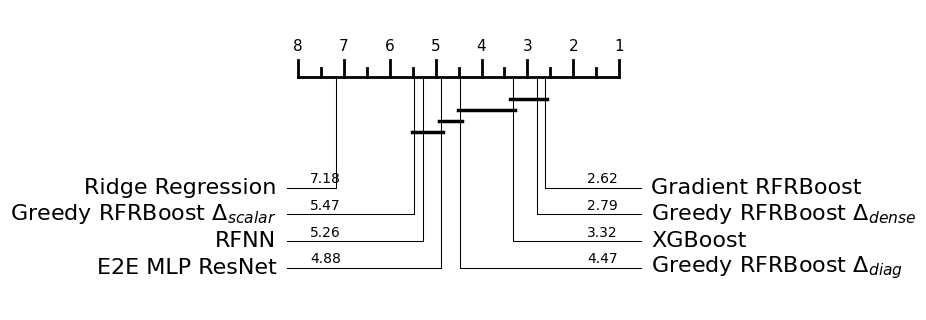 8 7 6 5 4 3 2 1
Ridge Regression 7.18 2.62 Gradient RFRBoost
Greedy RFRBoost Δscalar 5.47 2.79 Greedy RFRBoost Δdense
RFNN 5.26 3.32 XGBoost
E2E MLP ResNet 4.88 4.47 Greedy RFRBoost Δdiag